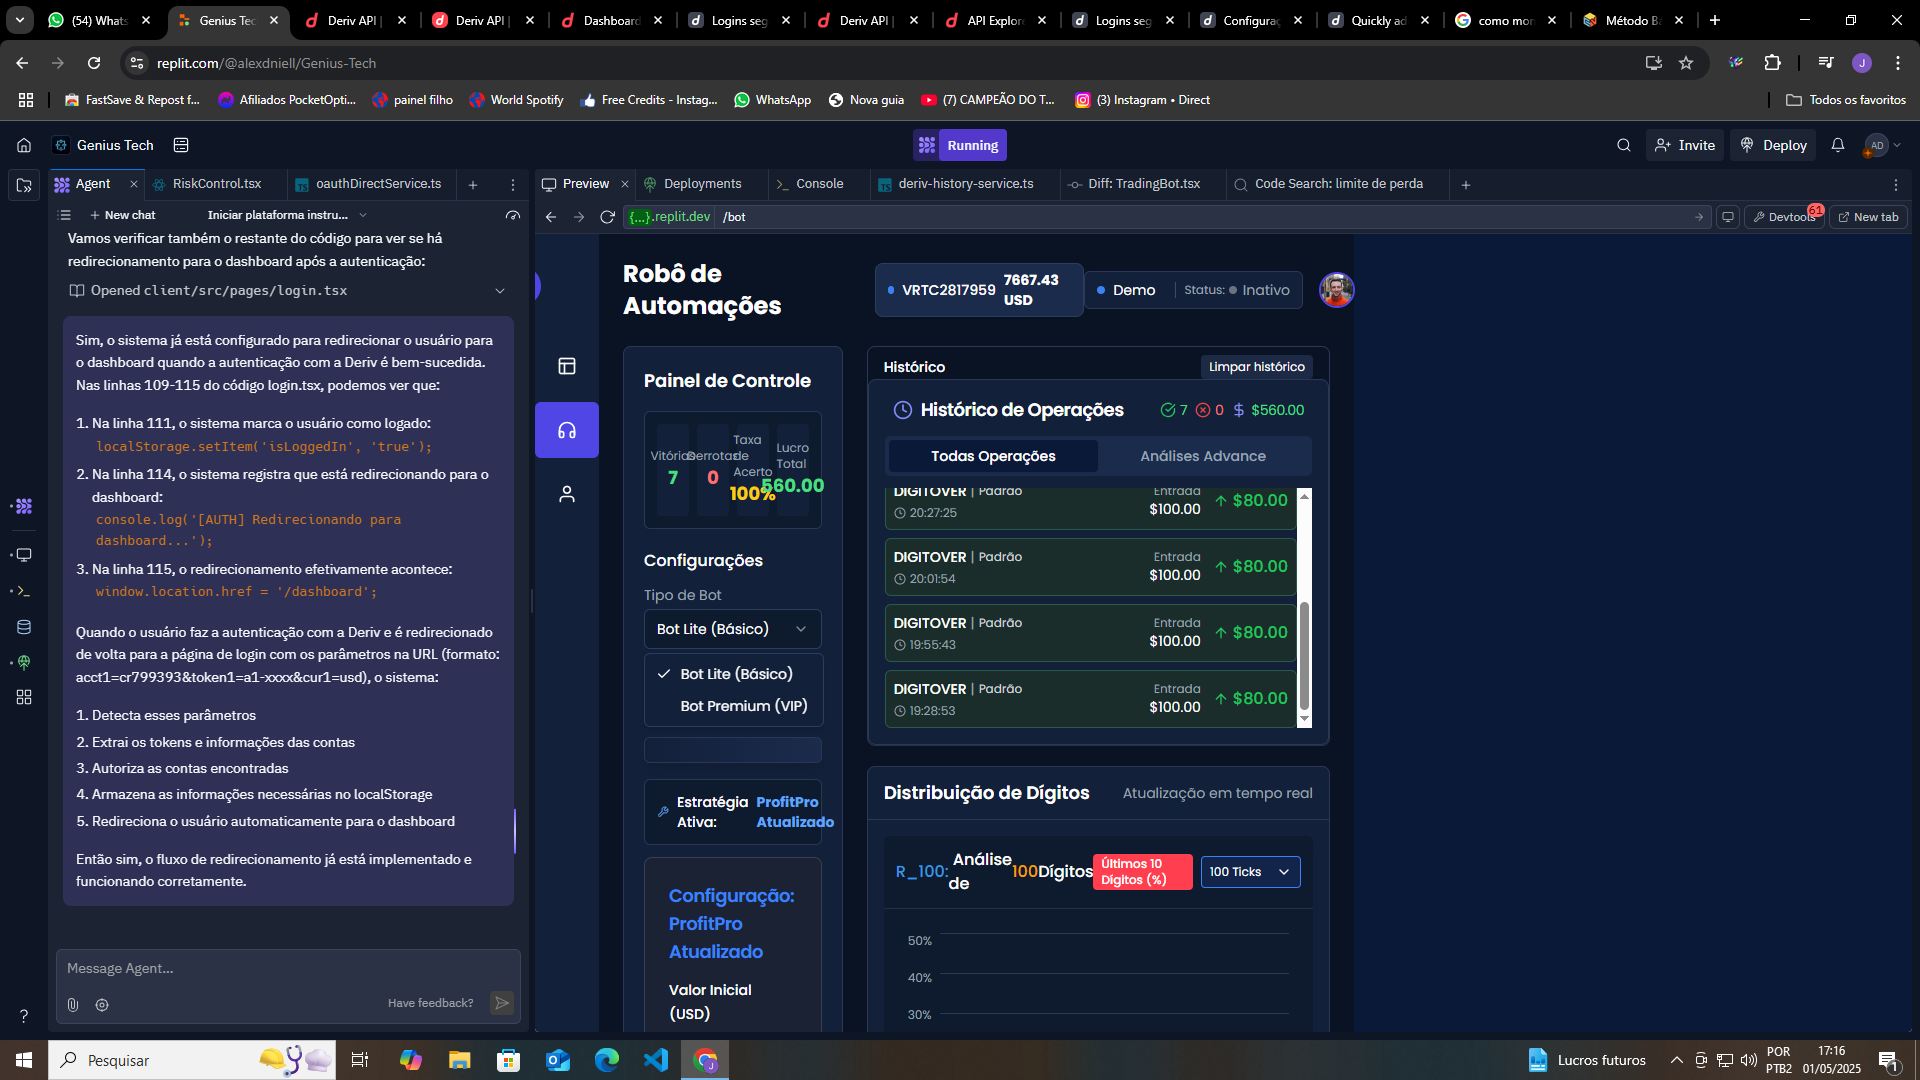 (54) Whats
Genius Tec
Deriv API |
Deriv API |
Dashboard
Logins seg
Deriv API |
API Explor
Logins seg
Configuraç
Quickly ad
como mon
Método Ba
replit.com/@alexdniell/Genius-Tech
J
FastSave & Repost f...
Afiliados PocketOpti...
painel filho
World Spotify
Free Credits - Instag...
WhatsApp
Nova guia
(7) CAMPEÃO DO T...
(3) Instagram • Direct
Todos os favoritos
Genius Tech
Running
Invite
Deploy
AD
Agent
RiskControl.tsx
oauthDirectService.ts
Preview
Deployments
Console
deriv-history-service.ts
Diff: TradingBot.tsx
Code Search: limite de perda
New chat
Iniciar plataforma instru...
{...}.replit.dev
/bot
Devtools
61
New tab
Vamos verificar também o restante do código para ver se há
redirecionamento para o dashboard após a autenticação:
Opened client/src/pages/login.tsx
Sim, o sistema já está configurado para redirecionar o usuário para
o dashboard quando a autenticação com a Deriv é bem-sucedida.
Nas linhas 109-115 do código login.tsx, podemos ver que:
1. Na linha 111, o sistema marca o usuário como logado:
localStorage.setItem('isLoggedIn', 'true');
2. Na linha 114, o sistema registra que está redirecionando para o
dashboard:
console.log('[AUTH] Redirecionando para
dashboard...');
3. Na linha 115, o redirecionamento efetivamente acontece:
window.location.href = '/dashboard';
Quando o usuário faz a autenticação com a Deriv e é redirecionado
de volta para a página de login com os parâmetros na URL (formato:
acct1=cr799393&token1=a1-xxxx&cur1=usd), o sistema:
1. Detecta esses parâmetros
2. Extrai os tokens e informações das contas
3. Autoriza as contas encontradas
4. Armazena as informações necessárias no localStorage
5. Redireciona o usuário automaticamente para o dashboard
Então sim, o fluxo de redirecionamento já está implementado e
funcionando corretamente.
Message Agent...
Have feedback?
Robô de
Automações
VRTC2817959
7667.43
USD
Demo
Status:
Inativo
Painel de Controle
Vitórias
7
Derrotas
0
Taxa
de
Acerto
100%
Lucro
Total
560.00
Configurações
Tipo de Bot
Bot Lite (Básico)
Bot Lite (Básico)
Bot Premium (VIP)
Estratégia
Ativa:
ProfitPro
Atualizado
Configuração:
ProfitPro
Atualizado
Valor Inicial
(USD)
Histórico
Limpar histórico
Histórico de Operações
7
0
$560.00
Todas Operações
Análises Advance
DIGITOVER | Padrão
20:27:25
Entrada
$100.00
$80.00
DIGITOVER | Padrão
20:01:54
Entrada
$100.00
$80.00
DIGITOVER | Padrão
19:55:43
Entrada
$100.00
$80.00
DIGITOVER | Padrão
19:28:53
Entrada
$100.00
$80.00
Distribuição de Dígitos
Atualização em tempo real
R_100:
Análise
de
100
Dígitos
Últimos 10
Dígitos (%)
100 Ticks
50%
40%
30%
?
Pesquisar
Lucros futuros
POR
PTB2
17:16
01/05/2025
1